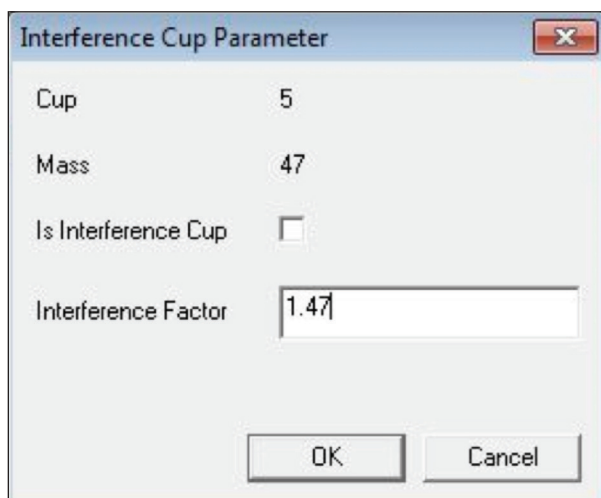 Interference Cup Parameter
Cup 5
Mass 47
Is Interference Cup
Interference Factor 1.47
OK Cancel